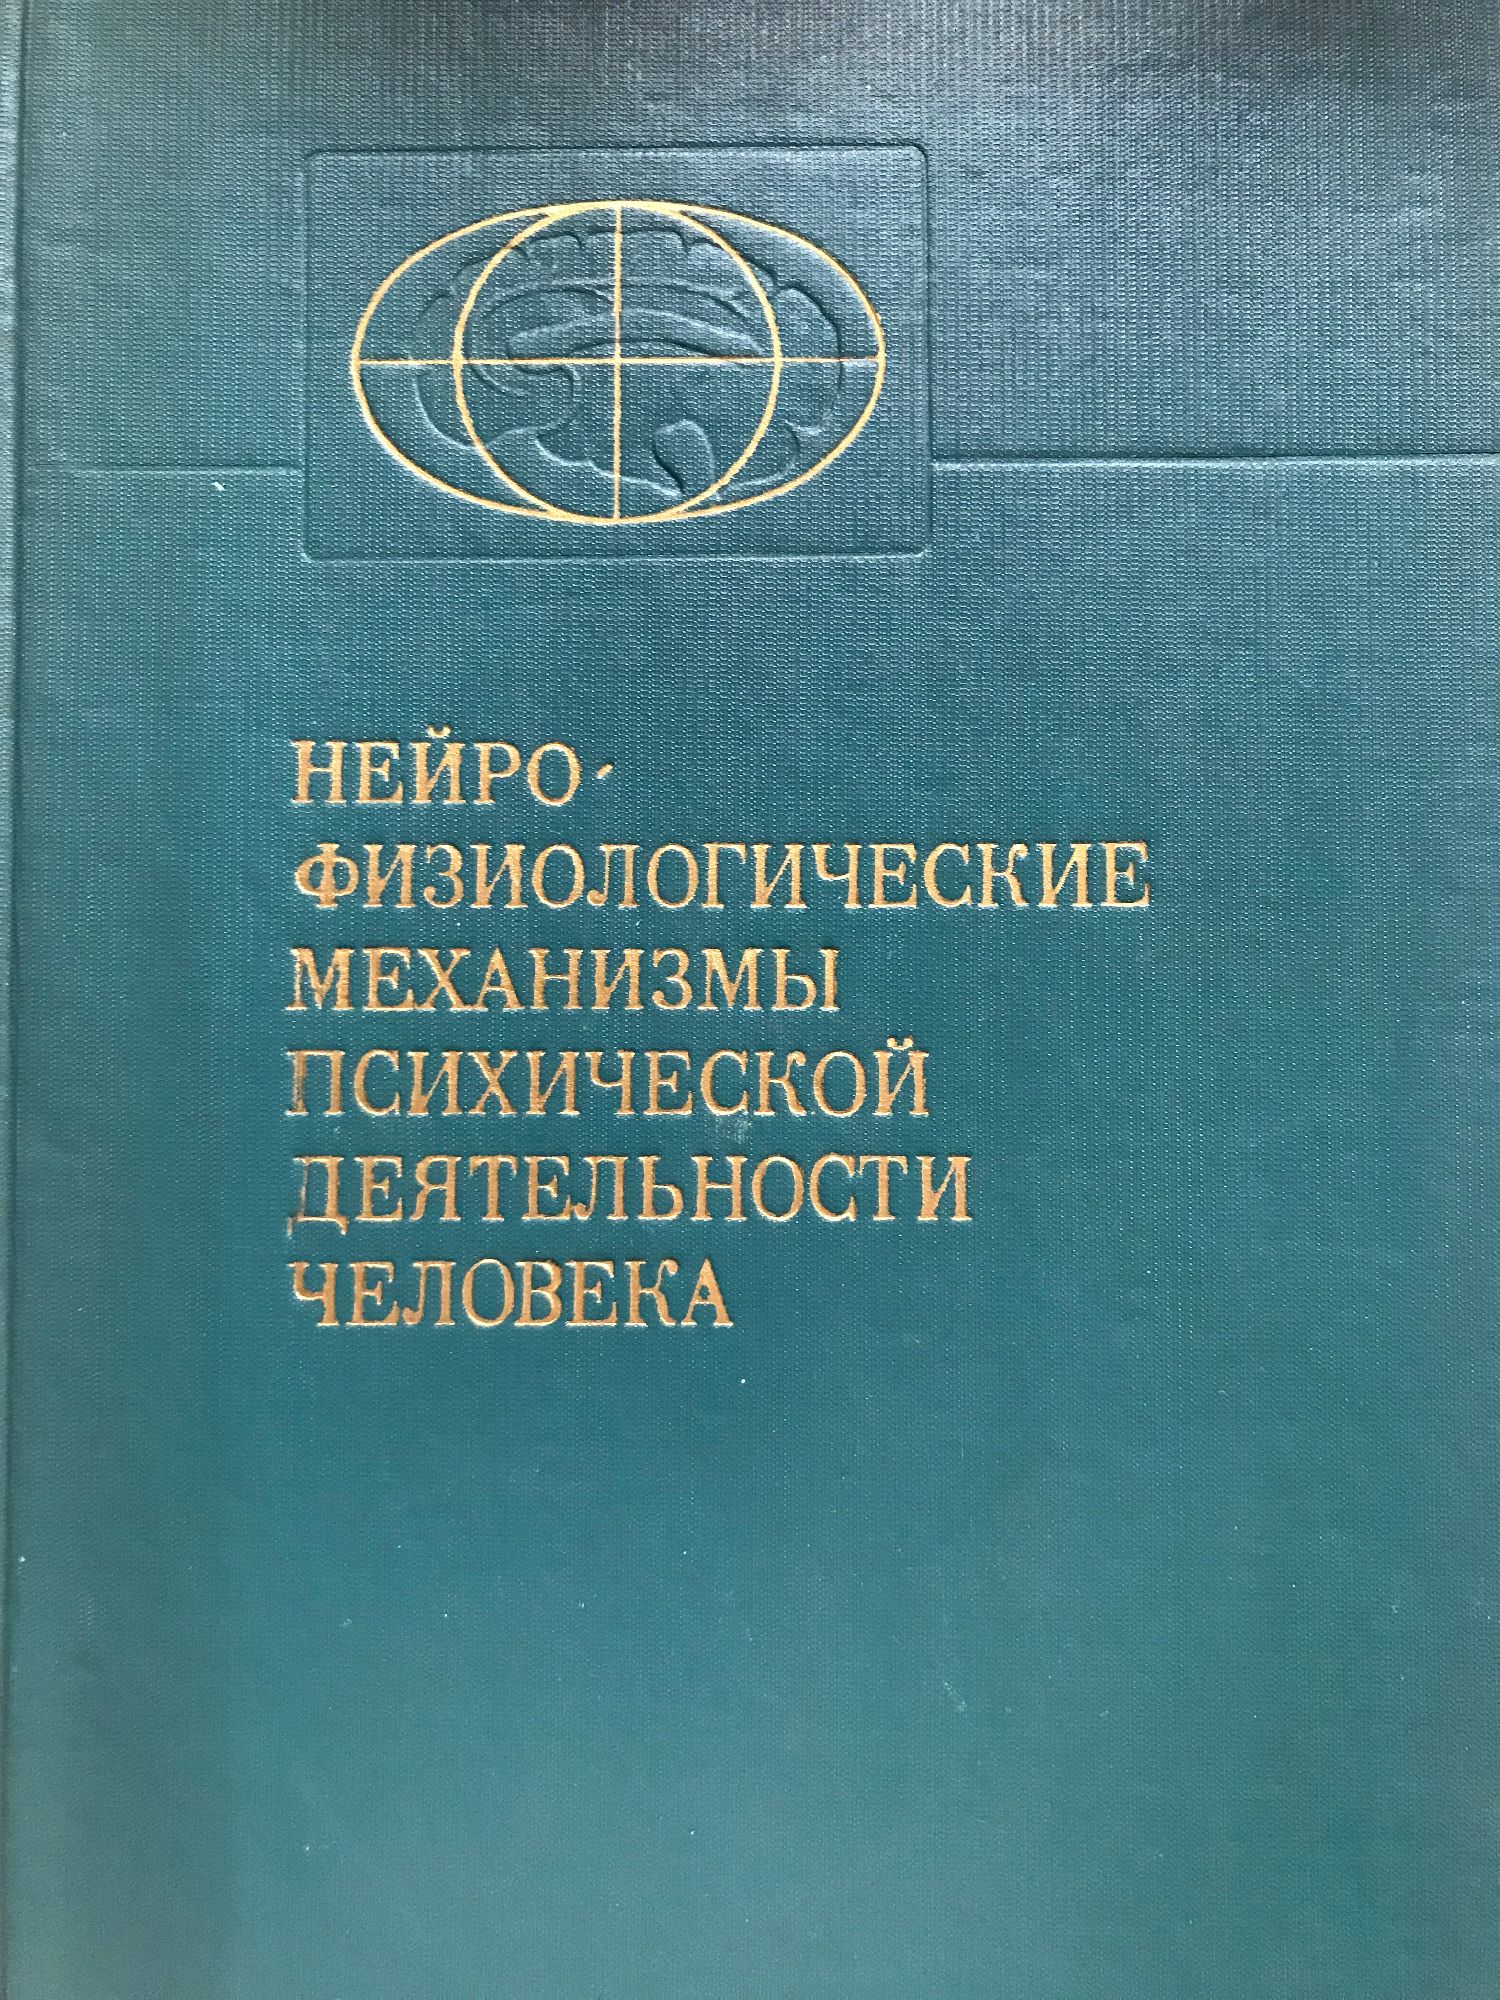 НЕЙРО-
ФИЗИОЛОГИЧЕСКИЕ
МЕХАНИЗМЫ
ПСИХИЧЕСКОЙ
ДЕЯТЕЛЬНОСТИ
ЧЕЛОВЕКА